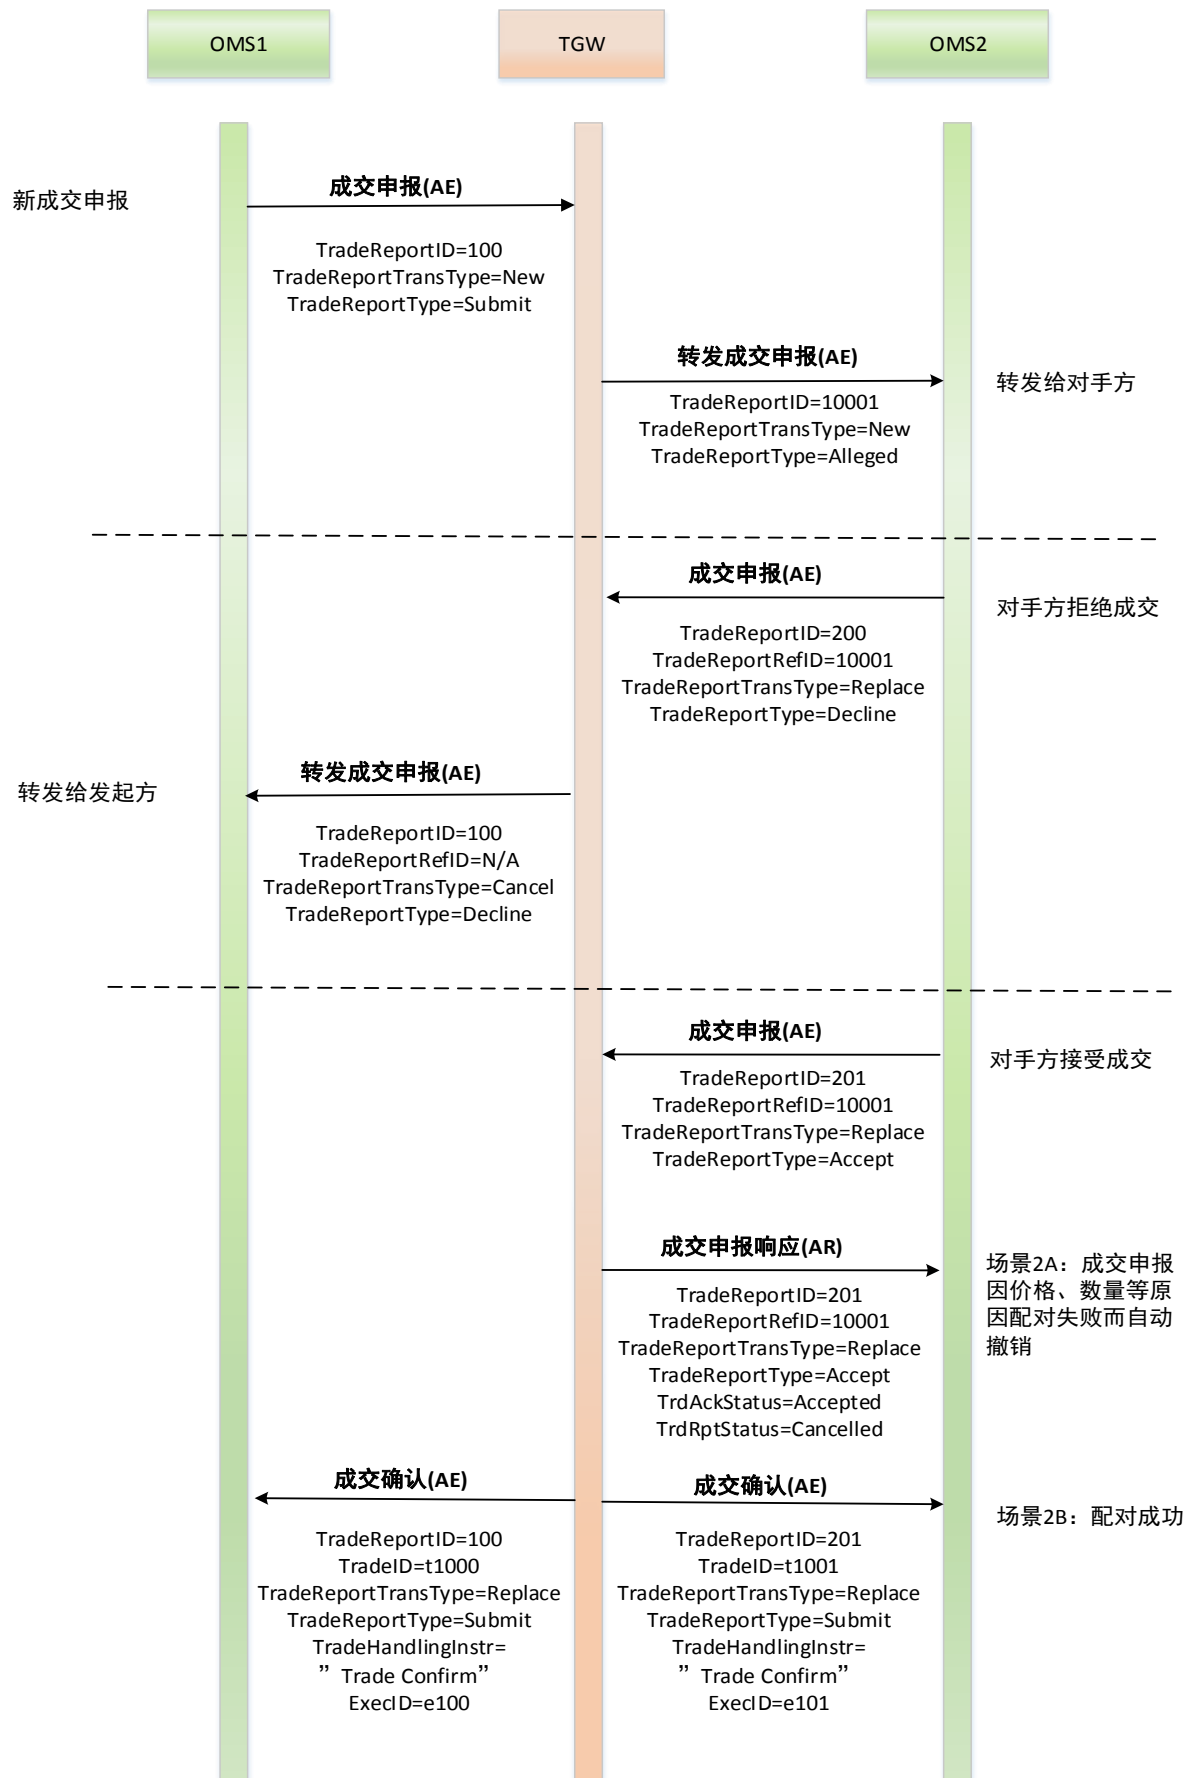 OMS1
TGW
OMS2
新成交申报
成交申报(AE)
TradeReportID=100
TradeReportTransType=New
TradeReportType=Submit
转发成交申报(AE)
转发给对手方
TradeReportID=10001
TradeReportTransType=New
TradeReportType=Alleged
成交申报(AE)
对手方拒绝成交
TradeReportID=200
TradeReportRefID=10001
TradeReportTransType=Replace
TradeReportType=Decline
转发成交申报(AE)
转发给发起方
TradeReportID=100
TradeReportRefID=N/A
TradeReportTransType=Cancel
TradeReportType=Decline
成交申报(AE)
对手方接受成交
TradeReportID=201
TradeReportRefID=10001
TradeReportTransType=Replace
TradeReportType=Accept
成交申报响应(AR)
场景2A：成交申报
因价格、数量等原
因配对失败而自动
撤销
TradeReportID=201
TradeReportRefID=10001
TradeReportTransType=Replace
TradeReportType=Accept
TrdAckStatus=Accepted
TrdRptStatus=Cancelled
成交确认(AE)
TradeReportID=100
TradeID=t1000
TradeReportTransType=Replace
TradeReportType=Submit
TradeHandlingInstr=
”Trade Confirm”
ExecID=e100
成交确认(AE)
场景2B：配对成功
TradeReportID=201
TradeID=t1001
TradeReportTransType=Replace
TradeReportType=Submit
TradeHandlingInstr=
”Trade Confirm”
ExecID=e101